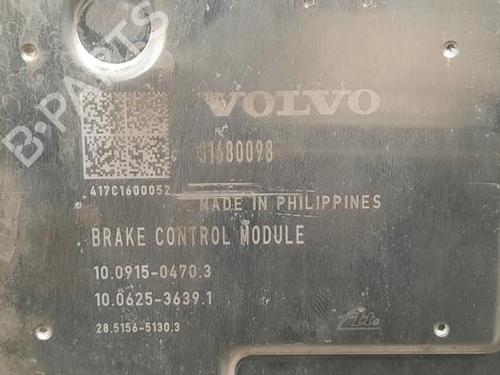 B-PARTS
VOLVO
31680098
417C1600052
MADE IN PHILIPPINES
BRAKE CONTROL MODULE
10.0915-0470.3
10.0625-3639.1
28.5156-5130.3
Ate